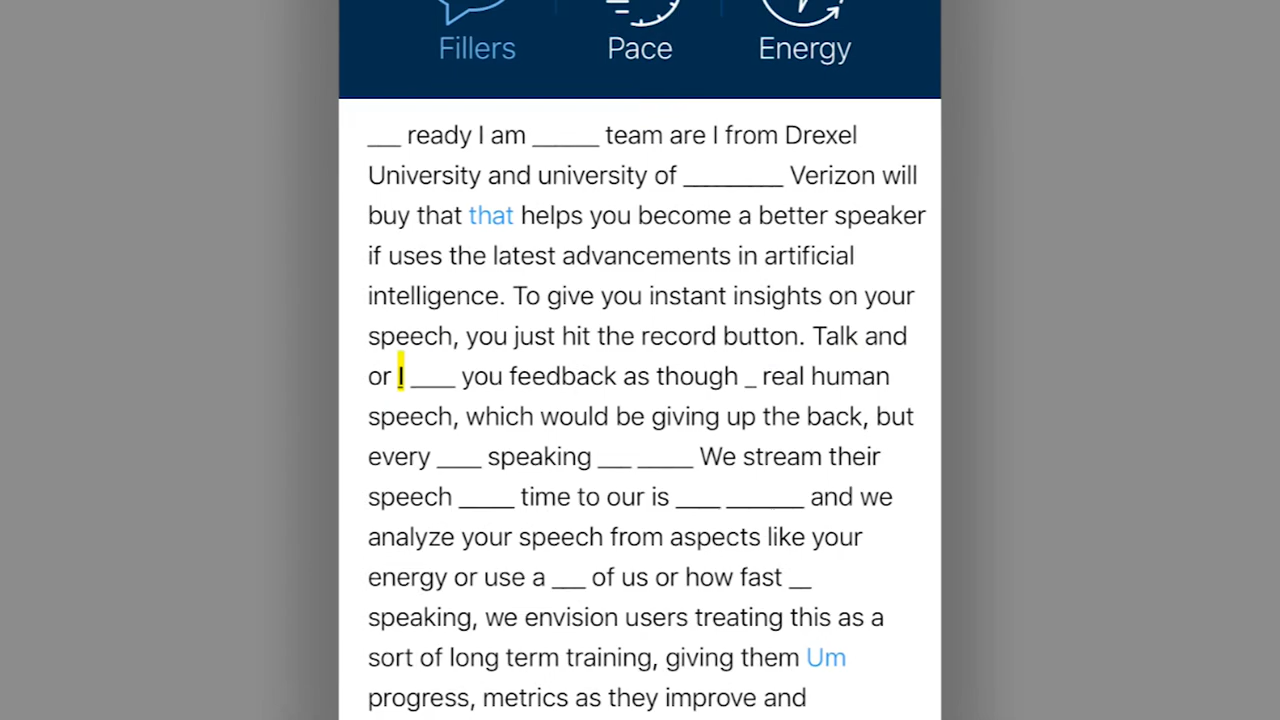 Fillers Pace Energy
___ ready I am ______ team are I from Drexel
University and university of _________ Verizon will
buy that that helps you become a better speaker
if uses the latest advancements in artificial
intelligence. To give you instant insights on your
speech, you just hit the record button. Talk and
or I ____ you feedback as though _ real human
speech, which would be giving up the back, but
every ____ speaking ___ _____ We stream their
speech _____ time to our is ____ _______ and we
analyze your speech from aspects like your
energy or use a ___ of us or how fast __
speaking, we envision users treating this as a
sort of long term training, giving them Um
progress, metrics as they improve and